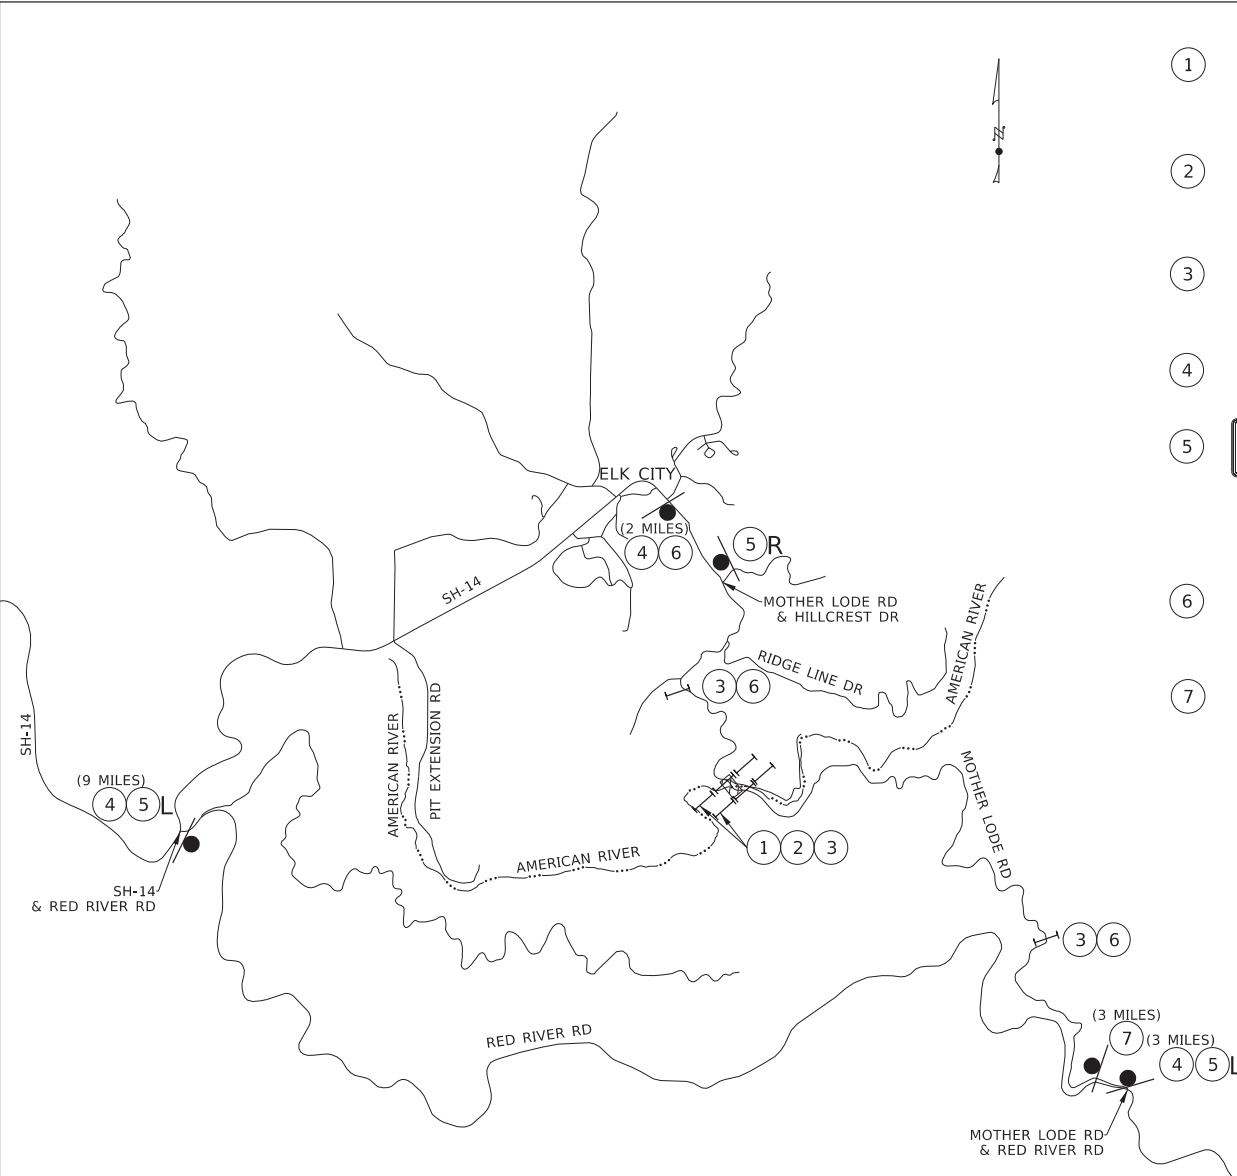 1
N
2
3
4
5
ELK CITY
(2 MILES)
4 6
5 R
SH-14
MOTHER LODE RD
& HILLCREST DR
6
AMERICAN RIVER
RIDGE LINE DR
3 6
7
PIT EXTENSION RD
AMERICAN RIVER
SH-14
(9 MILES)
4 5 L
MOTHER LODE RD
1 2 3
AMERICAN RIVER
SH-14
& RED RIVER RD
3 6
(3 MILES)
7
(3 MILES)
4 5 L
RED RIVER RD
MOTHER LODE RD
& RED RIVER RD